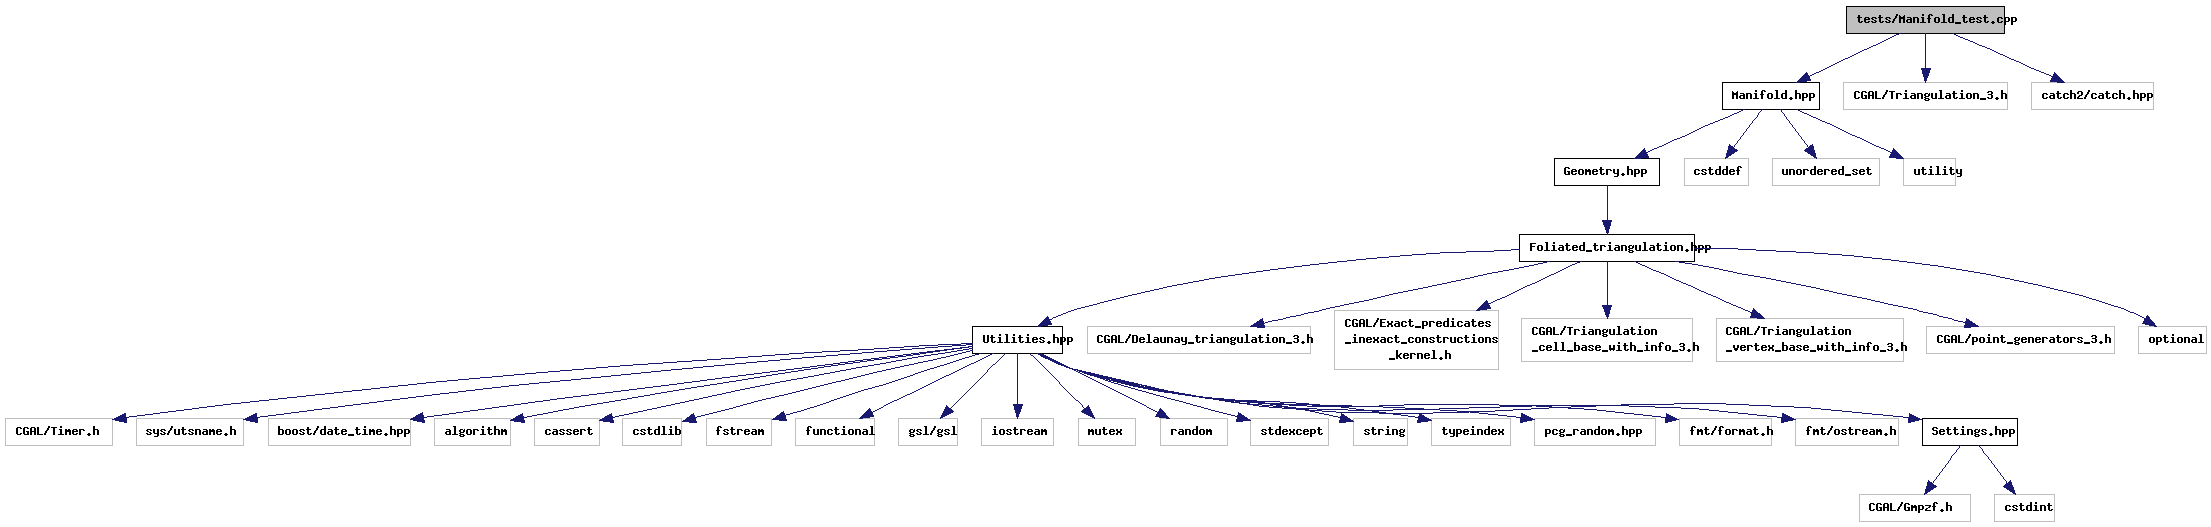 tests/Manifold_test.cpp
Manifold.hpp
CGAL/Triangulation_3.h
catch2/catch.hpp
Geometry.hpp
cstddef
unordered_set
utility
Foliated_triangulation.hpp
Utilities.hpp
CGAL/Delaunay_triangulation_3.h
CGAL/Exact_predicates
_inexact_constructions
_kernel.h
CGAL/Triangulation
_cell_base_with_info_3.h
CGAL/Triangulation
_vertex_base_with_info_3.h
CGAL/point_generators_3.h
optional
CGAL/Timer.h
sys/utsname.h
boost/date_time.hpp
algorithm
cassert
cstdlib
fstream
functional
gsl/gsl
iostream
mutex
random
stdexcept
string
typeindex
pcg_random.hpp
fmt/format.h
fmt/ostream.h
Settings.hpp
CGAL/Gmpzf.h
cstdint